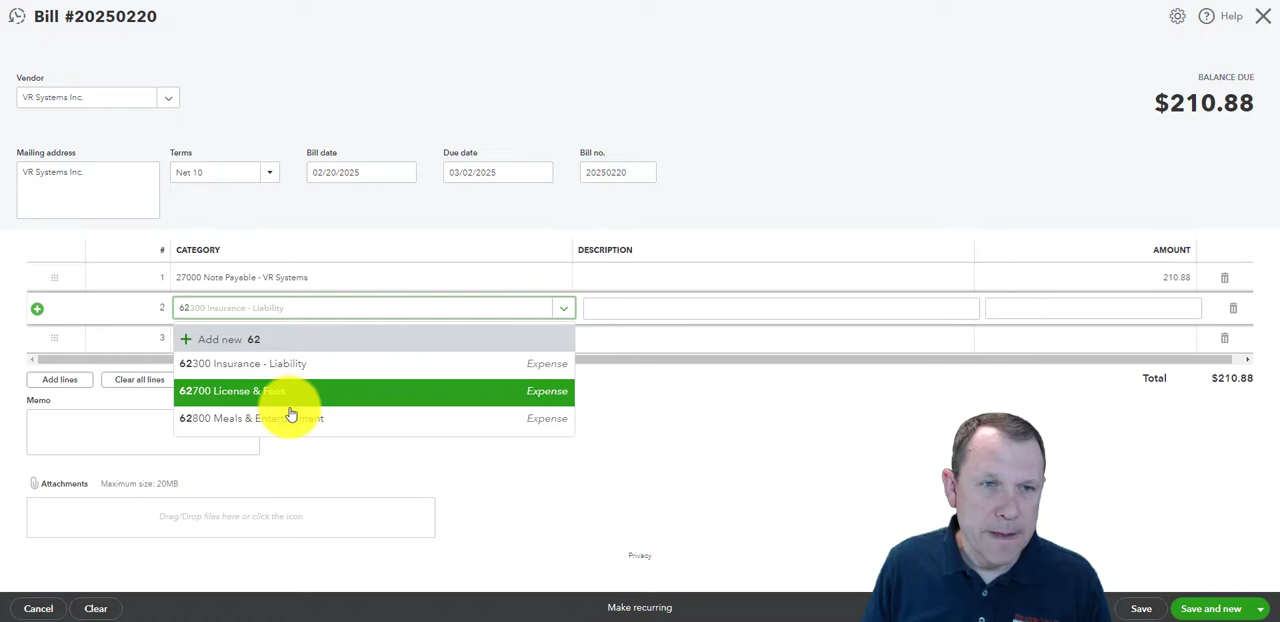 Bill #20250220
Help
Vendor
VR Systems Inc.
BALANCE DUE
$210.88
Mailing address
VR Systems Inc.
Terms
Net 10
Bill date
02/20/2025
Due date
03/02/2025
Bill no.
20250220
# CATEGORY DESCRIPTION AMOUNT
1 27000 Note Payable - VR Systems 210.88
2 62300 Insurance - Liability
Add new 62
3
62300 Insurance - Liability Expense
62700 License & Fees Expense
62800 Meals & Entertainment Expense
Add lines Clear all lines Total $210.88
Memo
Attachments Maximum size: 20MB
Drag/Drop files here or click the icon
Privacy
Cancel Clear Make recurring Save Save and new